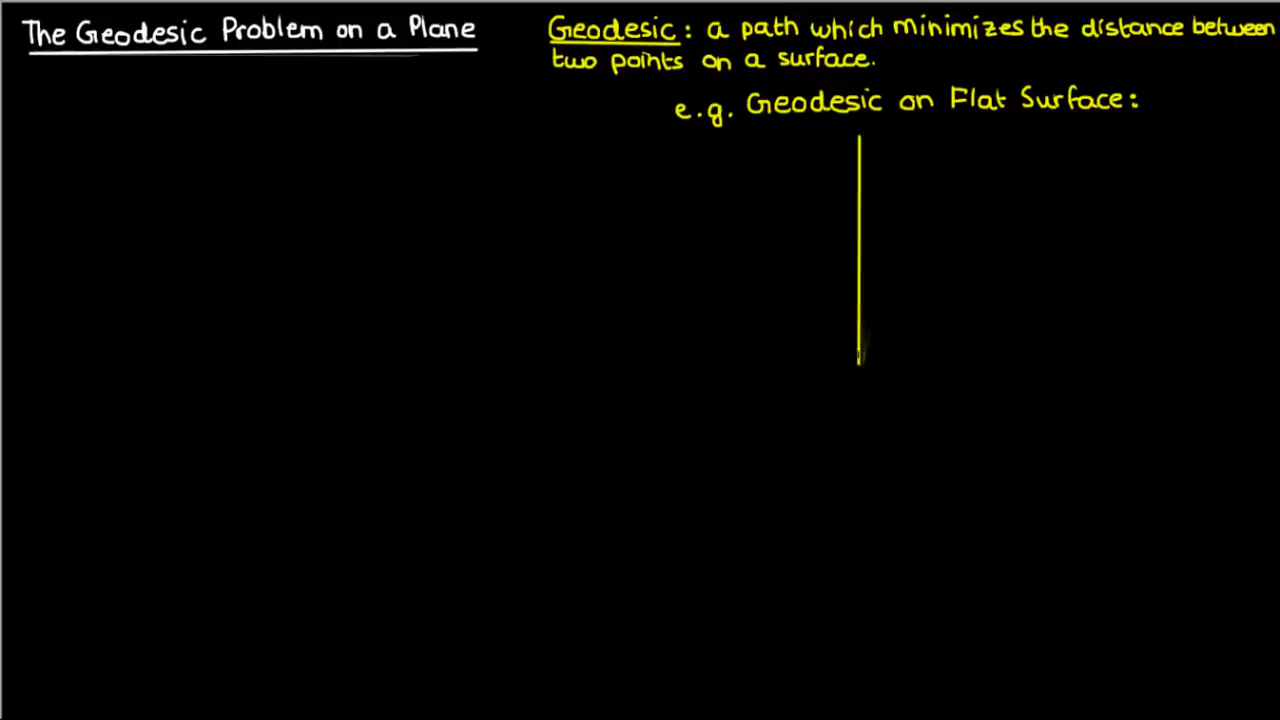 The Geodesic Problem on a Plane
Geodesic: a path which minimizes the distance between
two points on a surface.
e.g. Geodesic on Flat Surface: